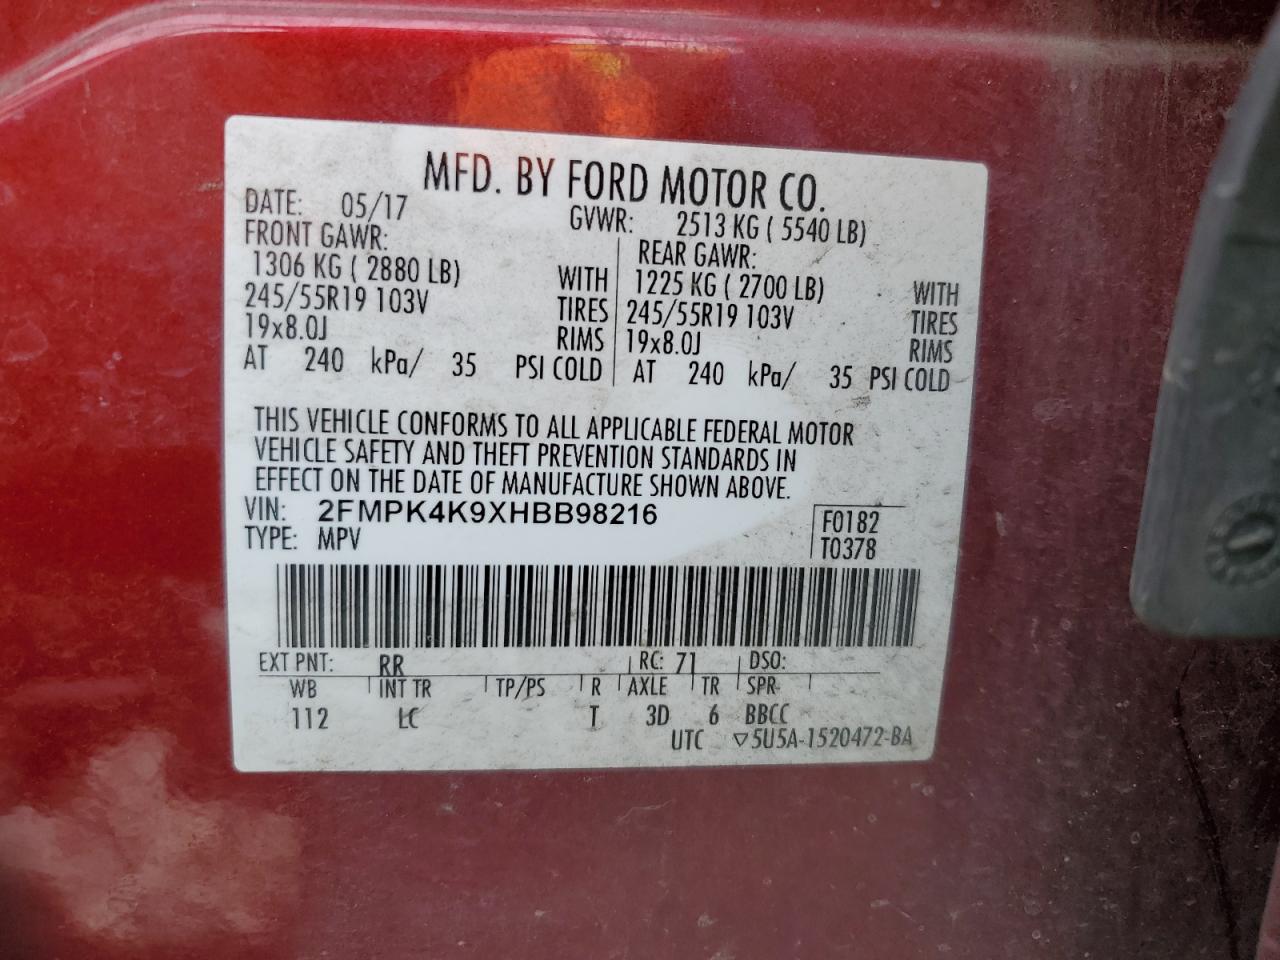 MFD. BY FORD MOTOR CO.
DATE: 05/17 GVWR: 2513 KG ( 5540 LB)
FRONT GAWR: REAR GAWR:
1306 KG ( 2880 LB) WITH 1225 KG ( 2700 LB) WITH
245/55R19 103V TIRES 245/55R19 103V TIRES
19x8.0J RIMS 19x8.0J RIMS
AT 240 kPa/ 35 PSI COLD AT 240 kPa/ 35 PSI COLD
THIS VEHICLE CONFORMS TO ALL APPLICABLE FEDERAL MOTOR
VEHICLE SAFETY AND THEFT PREVENTION STANDARDS IN
EFFECT ON THE DATE OF MANUFACTURE SHOWN ABOVE.
VIN: 2FMPK4K9XHBB98216 F0182
TYPE: MPV T0378
EXT PNT: RR RC: 71 DSO:
WB INT TR TP/PS R AXLE TR SPR
112 LC T 3D 6 BBCC
UTC ▽5U5A-1520472-BA